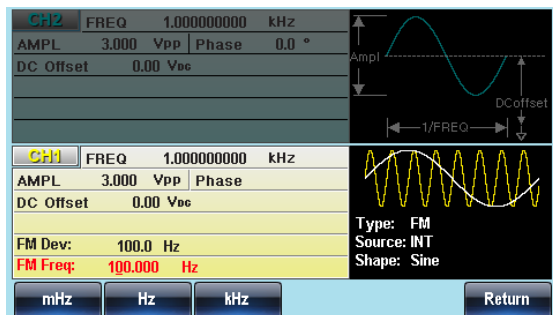 CH2 FREQ 1.000000000 kHz
AMPL 3.000 Vpp Phase 0.0 °
DC Offset 0.00 VDC
Ampl
DCoffset
1/FREQ
CH1 FREQ 1.000000000 kHz
AMPL 3.000 Vpp Phase
DC Offset 0.00 VDC
FM Dev: 100.0 Hz
FM Freq: 100.000 Hz
Type: FM
Source: INT
Shape: Sine
mHz Hz kHz Return